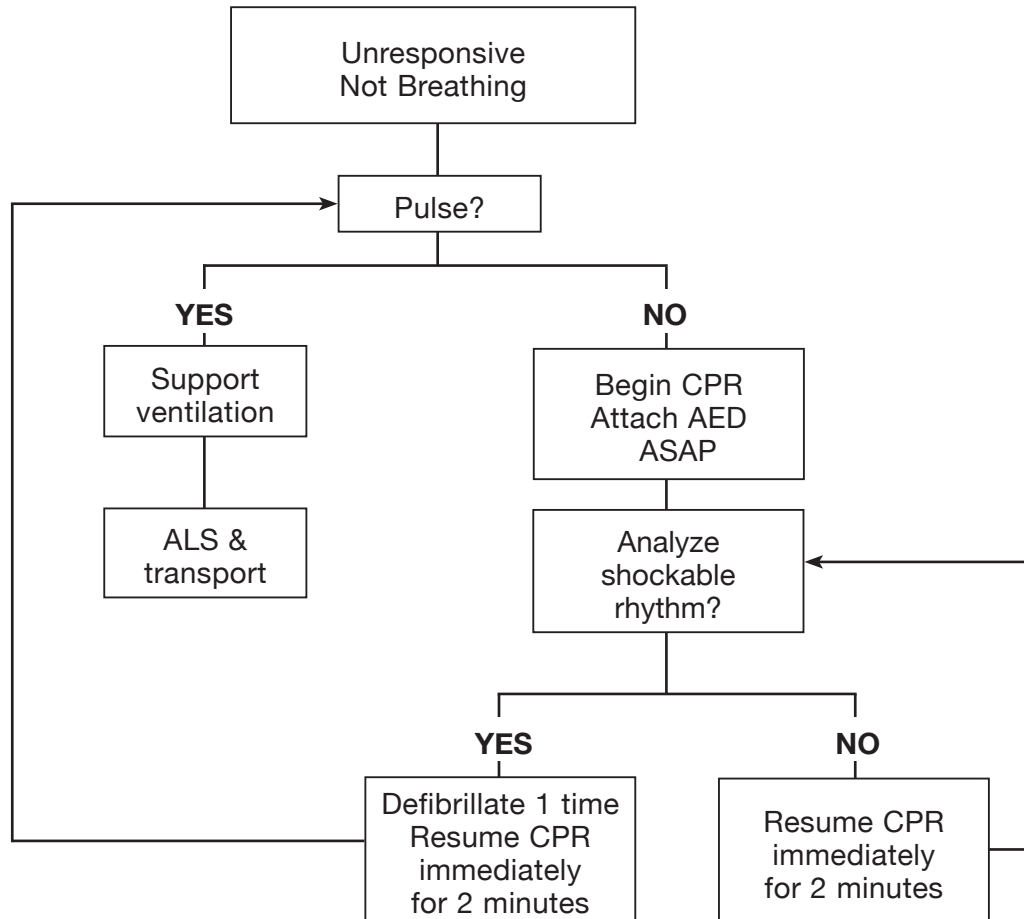 Unresponsive
Not Breathing
Pulse?
YES
NO
Support
ventilation
Begin CPR
Attach AED
ASAP
ALS &
transport
Analyze
shockable
rhythm?
YES
NO
Defibrillate 1 time
Resume CPR
immediately
for 2 minutes
Resume CPR
immediately
for 2 minutes